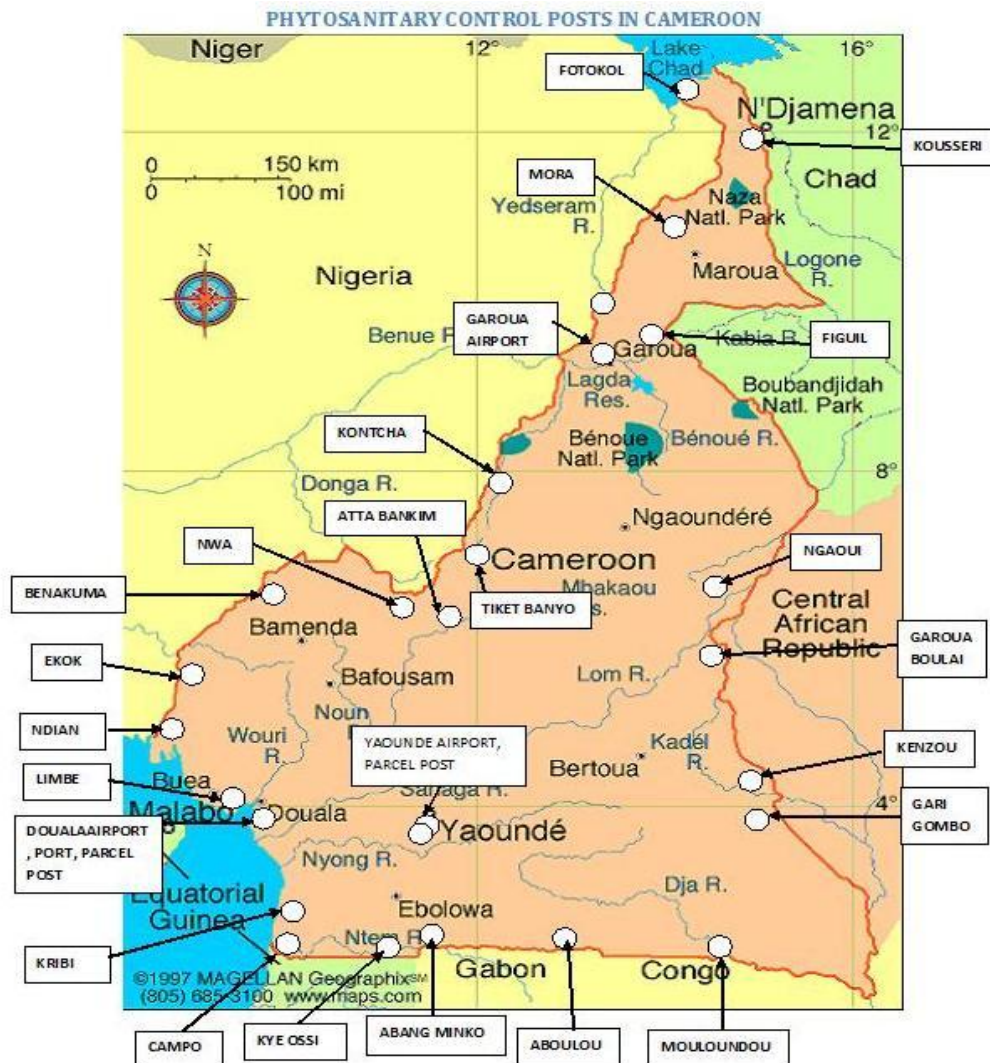 PHYTOSANITARY CONTROL POSTS IN CAMEROON
Niger
12°
Lake
Chad
16°
FOTOKOL
N'Djamena
12°
KOUSSERI
0 150 km
0 100 mi
MORA
Chad
Naza
Natl. Park
Yedseram
R.
N
Maroua
Logone
R.
Nigeria
GAROUA
AIRPORT
Benue R
Kabia R.
FIGUIL
Garoua
Lagda
Res.
Boubandjidah
Natl. Park
KONTCHA
Bénoue
Natl. Park
Bénoué R.
8°
Donga R.
ATTA BANKIM
Ngaoundéré
NWA
Cameroon
NGAOUI
BENAKUMA
Mbakaou
s.
TIKET BANYO
Central
African
Republic
Bamenda
GAROUA
BOULAI
EKOK
Bafousam
Lom R.
Noun
NDIAN
Wouri
R.
YAOUNDE AIRPORT,
PARCEL POST
Kadél
R.
KENZOU
Bertoua
LIMBE
Buea
Malabo
Sanaga R.
4°
GARI
GOMBO
Douala
Yaoundé
DOUALAAIRPORT
, PORT, PARCEL
POST
Nyong R.
Equatorial
Guinea
Dja R.
Ebolowa
KRIBI
Ntem R
Gabon
Congo
©1997 MAGELLAN Geographix℠
(805) 685-3100 www.maps.com
CAMPO
KYE OSSI
ABANG MINKO
ABOULOU
MOULOUNDOU